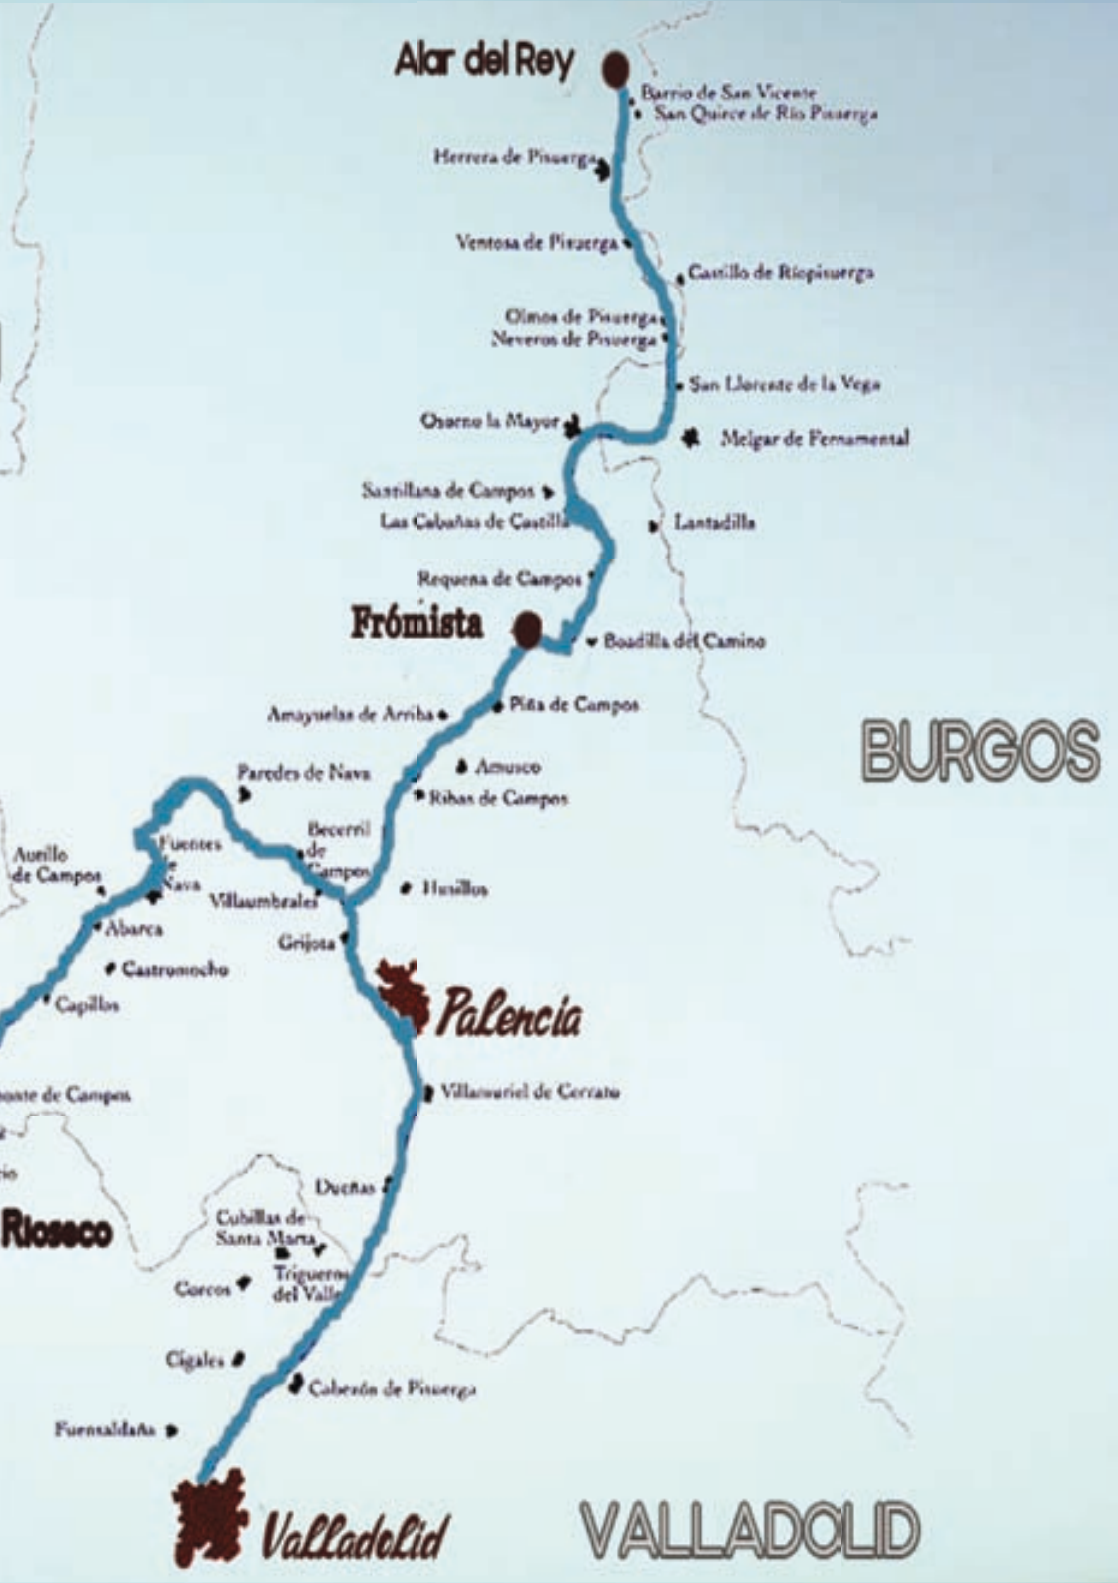 Alar del Rey
Barrio de San Vicente
San Quirce de Río Pisuerga
Herrera de Pisuerga
Ventosa de Pisuerga
Castillo de Ríopisuerga
Olmos de Pisuerga
Neveros de Pisuerga
San Llorente de la Vega
Osorno la Mayor
Melgar de Fernamental
Santillana de Campos
Las Cabañas de Castilla
Lantadilla
Requena de Campos
Frómista
Boadilla del Camino
Amayuelas de Arriba
Piña de Campos
BURGOS
Paredes de Nava
Amusco
Ribas de Campos
Becerril
de
Campos
Fuentes
de
Nava
Autillo
de Campos
Villaumbrales
Husillos
Abarca
Grijota
Castromocho
Capillas
Palencia
onte de Campos
Villamuriel de Cerrato
Dueñas
Rioseco
Cubillas de
Santa Marta
Trigueros
del Valle
Corcos
Cigales
Cabezón de Pisuerga
Fuensaldaña
Valladolid
VALLADOLID